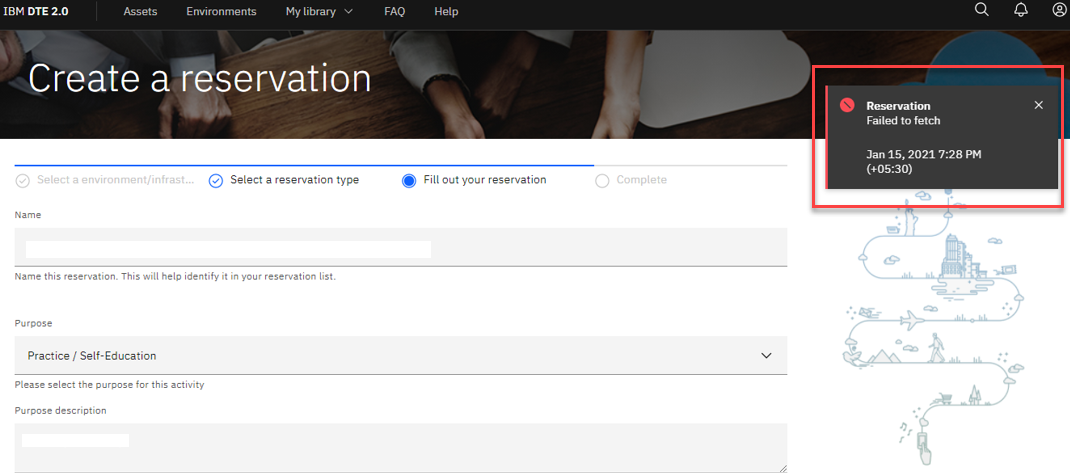 IBM DTE 2.0 Assets Environments My library FAQ Help
Create a reservation
Reservation
Failed to fetch
Jan 15, 2021 7:28 PM
(+05:30)
Select a environment/infrast... Select a reservation type Fill out your reservation Complete
Name
Name this reservation. This will help identify it in your reservation list.
Purpose
Practice / Self-Education
Please select the purpose for this activity
Purpose description